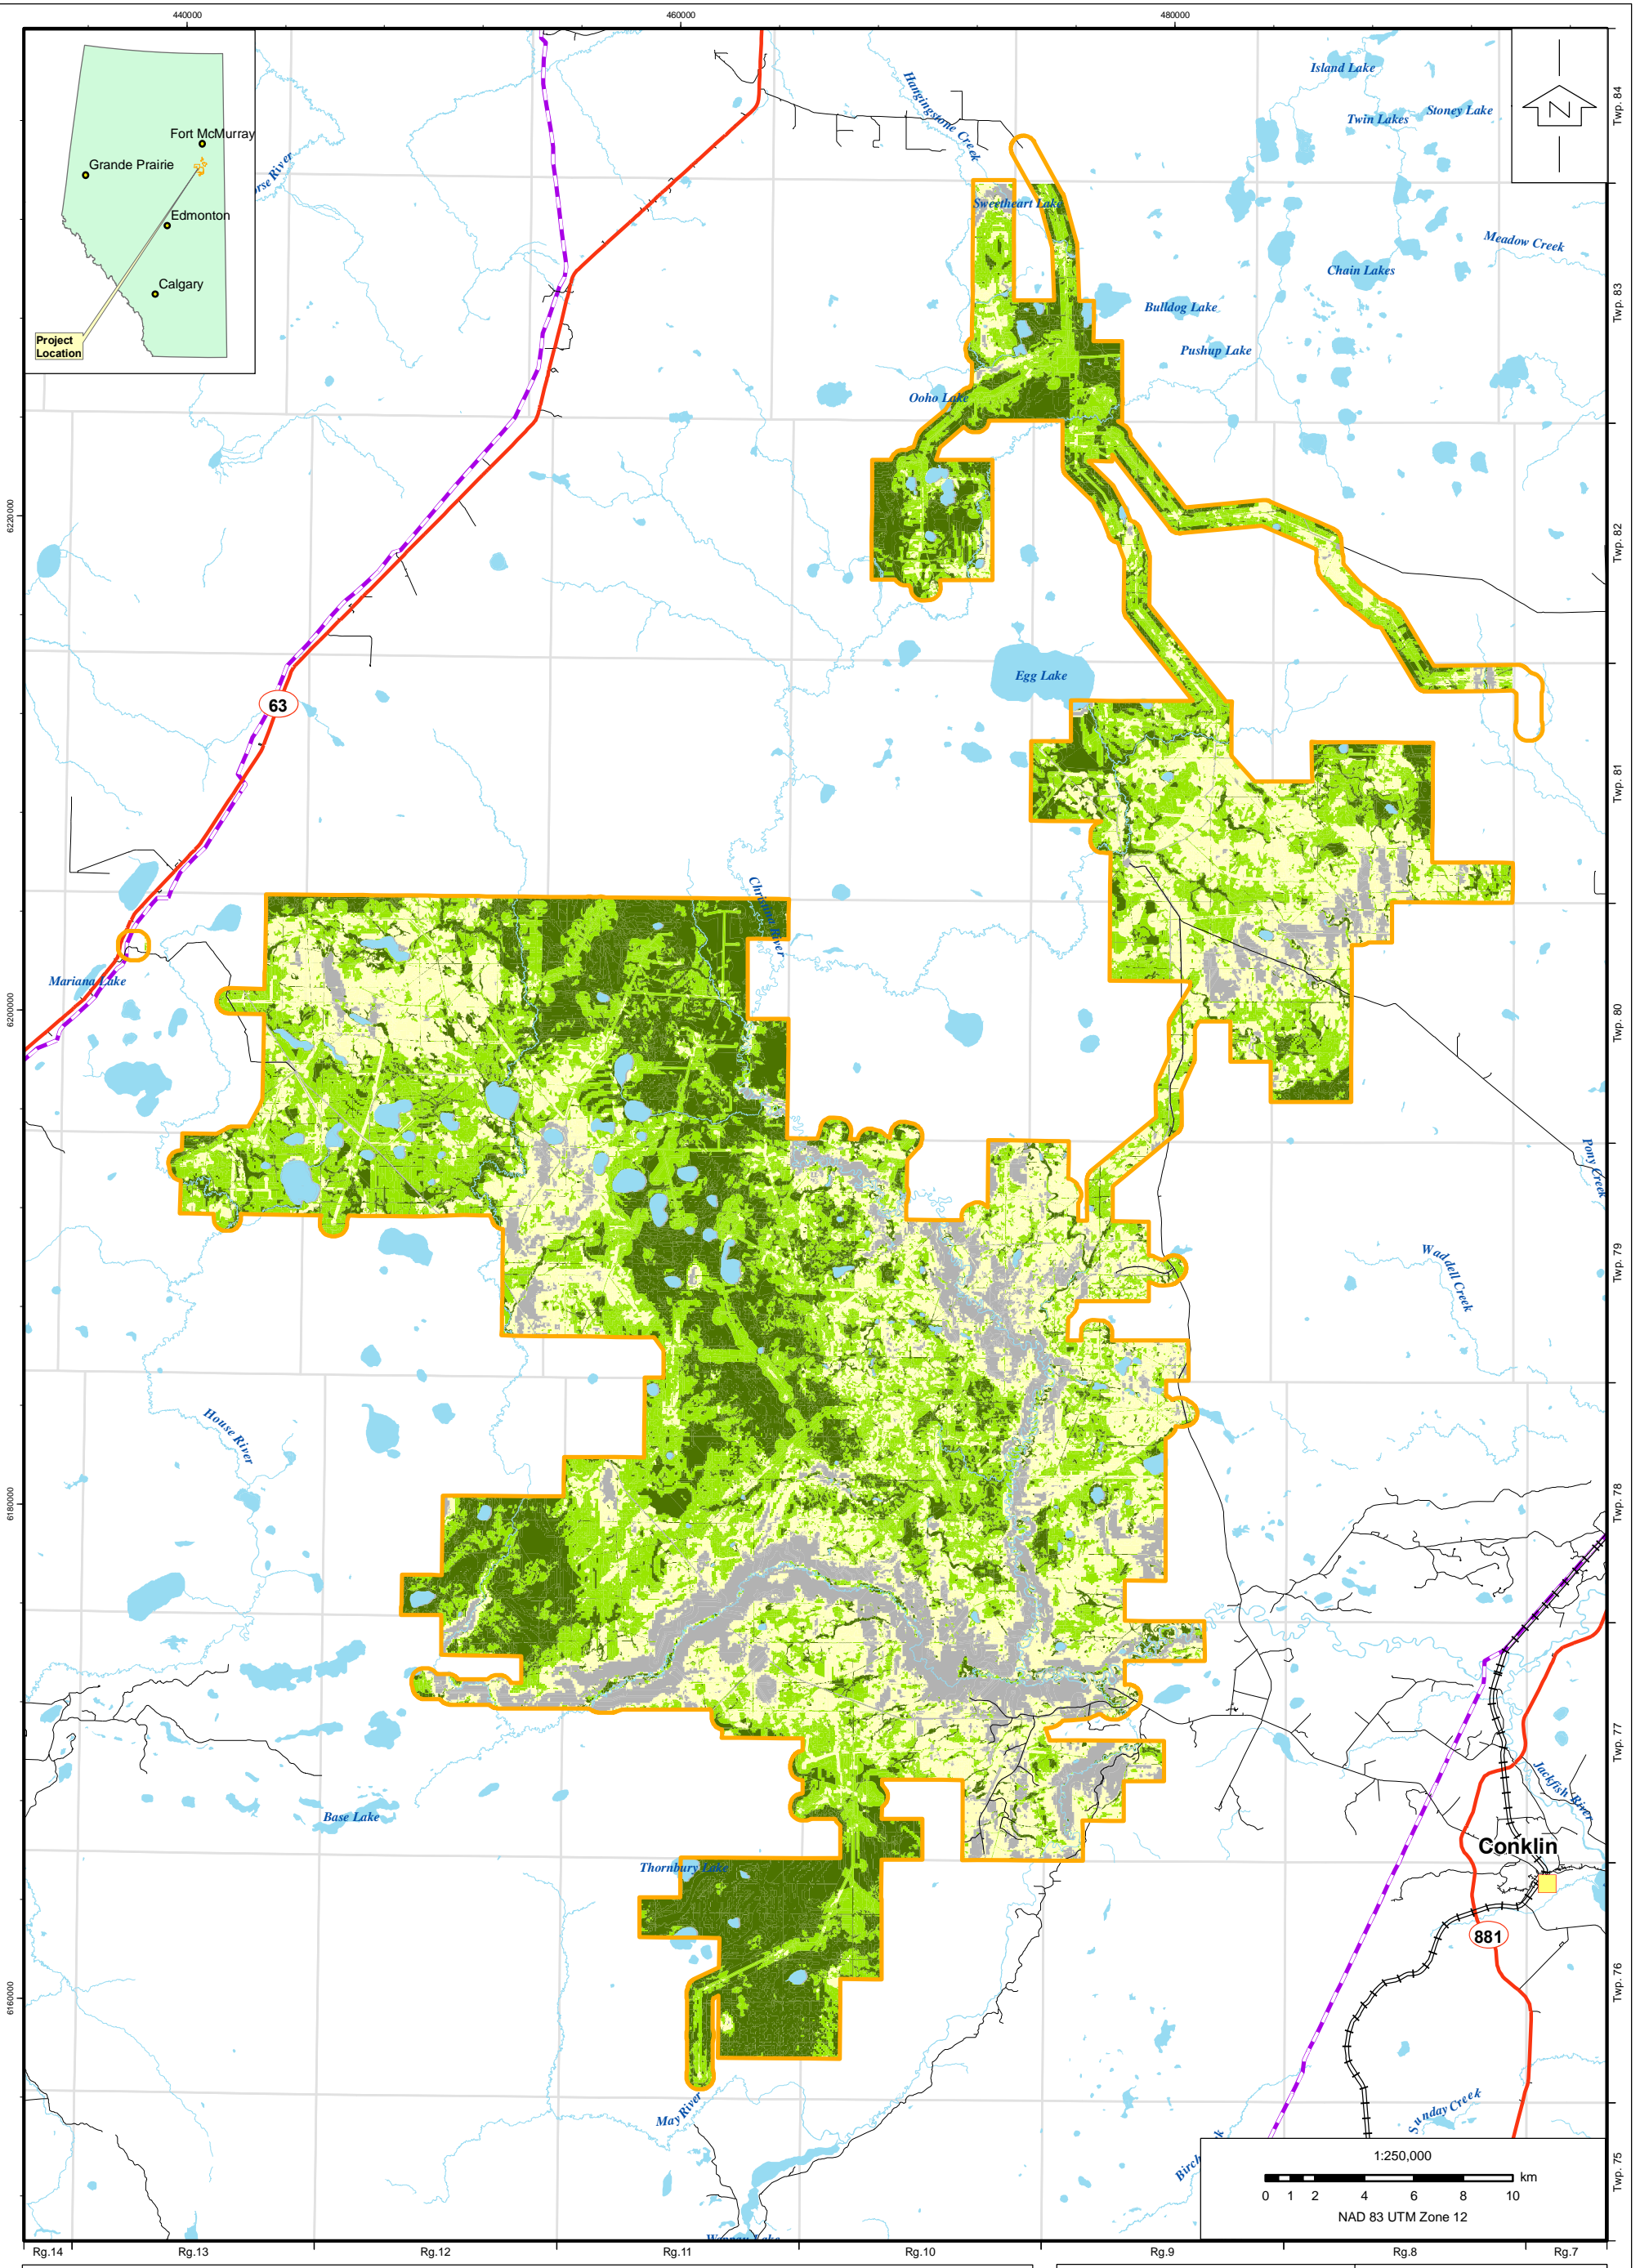 440000
460000
480000
Fort McMurray
Grande Prairie
Edmonton
Calgary
Project
Location
Hangingstone Creek
Island Lake
Twin Lakes
Stoney Lake
N
Twp. 84
Sweetheart Lake
Meadow Creek
Chain Lakes
Bulldog Lake
Pushup Lake
Twp. 83
Ooho Lake
6220000
Twp. 82
Egg Lake
63
Twp. 81
Christina River
Mariana Lake
6200000
Twp. 80
Pony Creek
Waddell Creek
Twp. 79
House River
6180000
Twp. 78
Twp. 77
Jackfish River
Base Lake
Conklin
Thornbury Lake
881
6160000
Twp. 76
May River
Sunday Creek
Twp. 75
1:250,000
km
0 1 2 4 6 8 10
NAD 83 UTM Zone 12
Rg.14 Rg.13 Rg.12 Rg.11 Rg.10 Rg.9 Rg.8 Rg.7